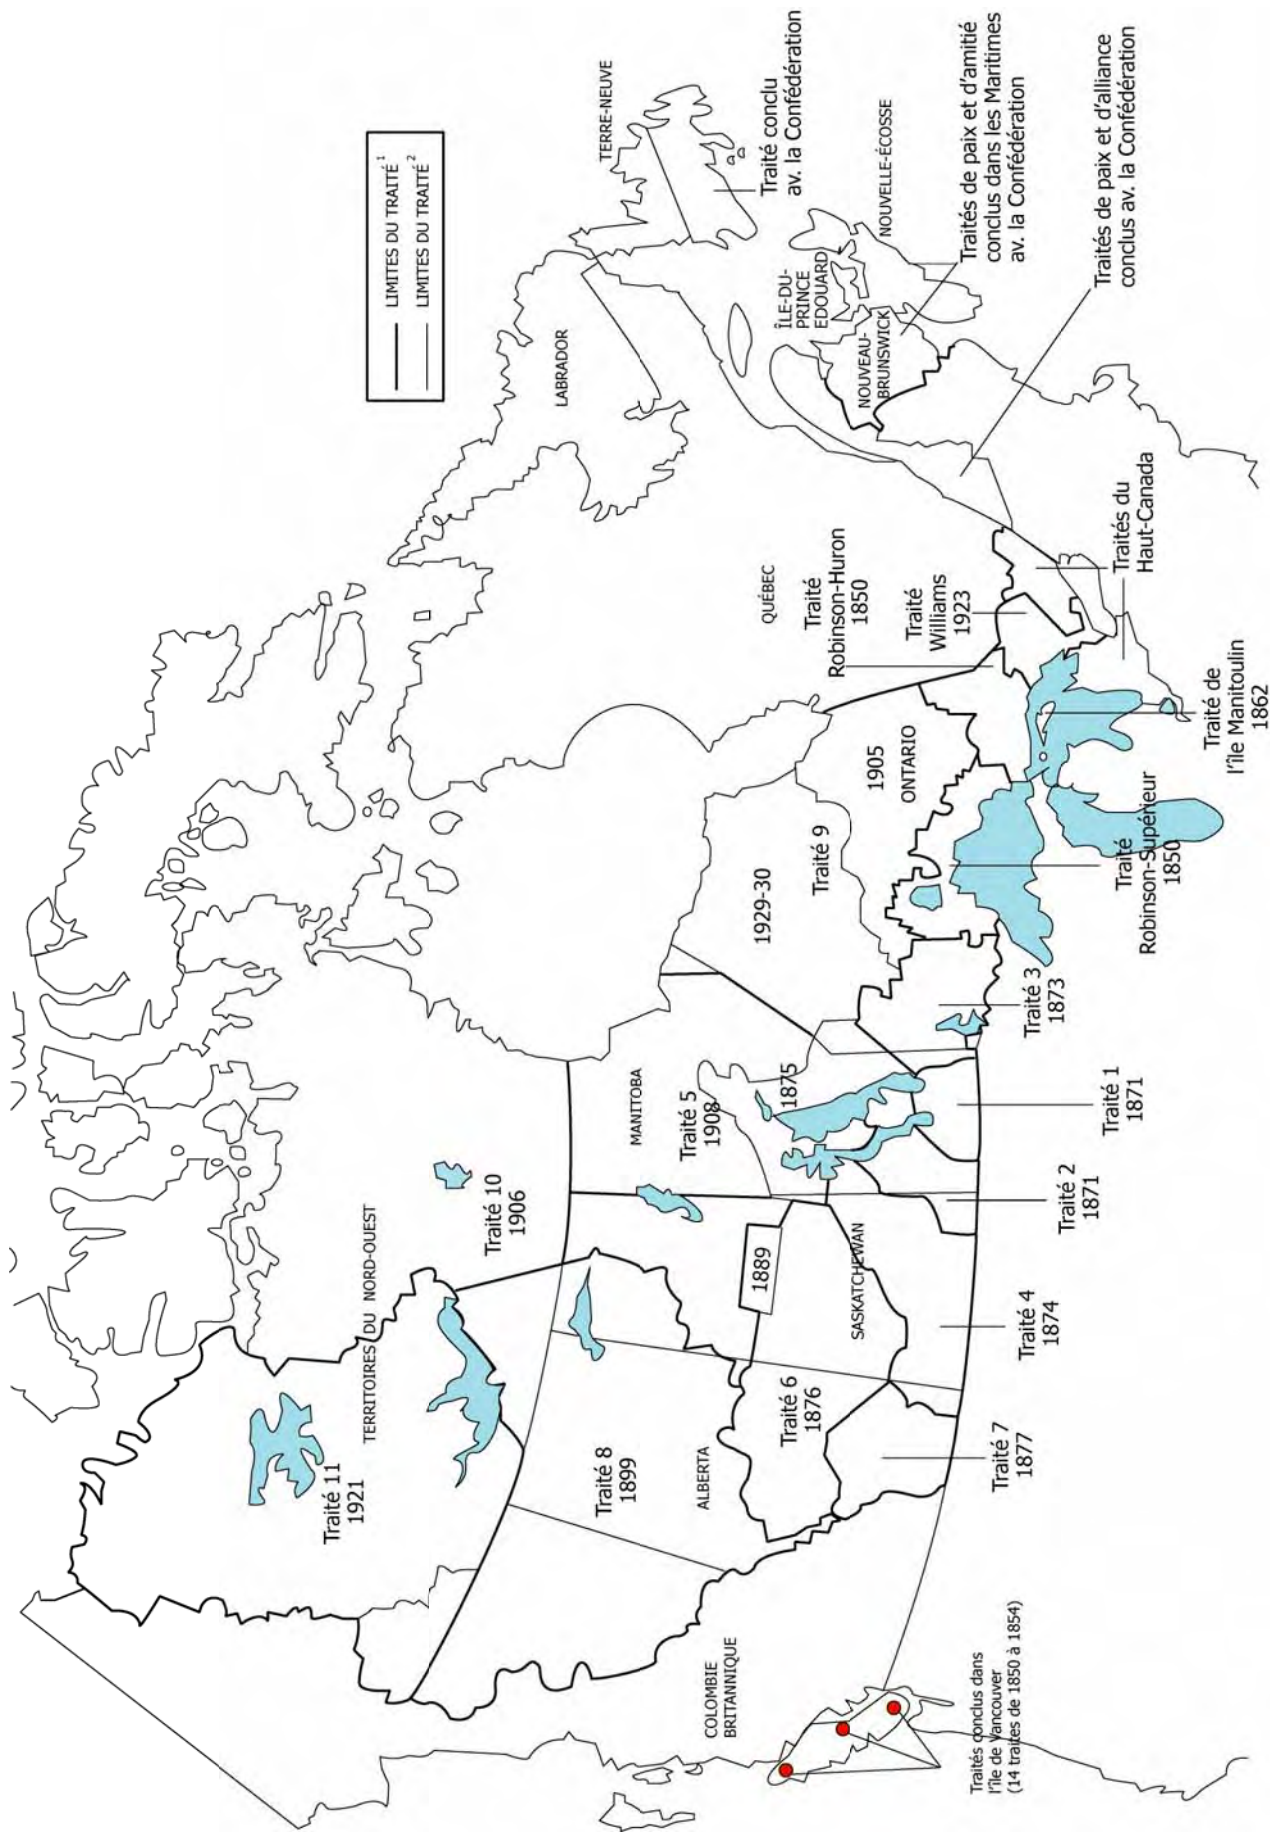 LIMITES DU TRAITÉ 1
LIMITES DU TRAITÉ 2
TERRE-NEUVE
Traité conclu
av. la Confédération
LABRADOR
NOUVELLE-ÉCOSSE
Traités de paix et d'amitié
conclus dans les Maritimes
av. la Confédération
ÎLE-DU-
PRINCE
EDOUARD
NOUVEAU-
BRUNSWICK
Traités de paix et d'alliance
conclus av. la Confédération
QUÉBEC
Traité
Robinson-Huron
1850
Traité
Williams
1923
Traités du
Haut-Canada
Traité de
l'île Manitoulin
1862
1905
ONTARIO
Traité 9
1929-30
Traité
Robinson-Supérieur
1850
Traité 3
1873
MANITOBA
Traité 5
1908
1875
Traité 1
1871
Traité 2
1871
Traité 10
1906
1889
SASKATCHEWAN
Traité 4
1874
TERRITOIRES DU NORD-OUEST
Traité 11
1921
Traité 8
1899
ALBERTA
Traité 6
1876
Traité 7
1877
COLOMBIE
BRITANNIQUE
Traités conclus dans
l'île de Vancouver
(14 traites de 1850 à 1854)